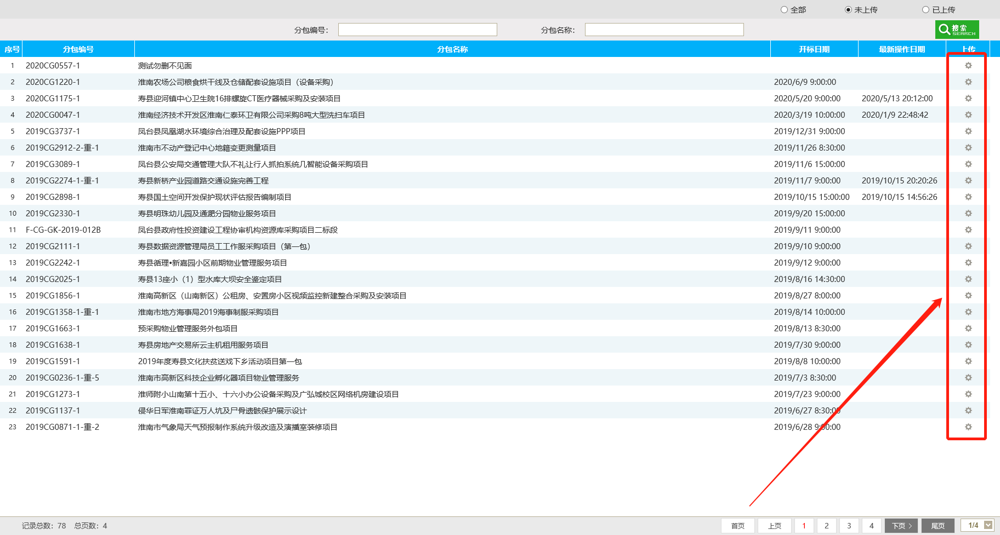 全部 未上传 已上传
分包编号： 分包名称： 搜索 SEARCH
序号 分包编号 分包名称 开标日期 最新操作日期 上传
1 2020CG0557-1 测试勿删不见面
2 2020CG1220-1 淮南农场公司粮食烘干线及仓储配套设施项目（设备采购） 2020/6/9 9:00:00
3 2020CG1175-1 寿县迎河镇中心卫生院16排螺旋CT医疗器械采购及安装项目 2020/5/20 9:00:00 2020/5/13 20:12:00
4 2020CG0047-1 淮南经济技术开发区淮南仁泰环卫有限公司采购8吨大型洗扫车项目 2020/3/19 10:00:00 2020/1/9 22:48:42
5 2019CG3737-1 凤台县凤凰湖水环境综合治理及配套设施PPP项目 2019/12/31 9:00:00
6 2019CG2912-2-重-1 淮南市不动产登记中心地籍变更测量项目 2019/11/26 8:30:00
7 2019CG3089-1 凤台县公安局交通管理大队不礼让行人抓拍系统几智能设备采购项目 2019/11/6 15:00:00
8 2019CG2274-1-重-1 寿县新桥产业园道路交通设施完善工程 2019/11/7 9:00:00 2019/10/15 20:20:26
9 2019CG2898-1 寿县国土空间开发保护现状评估报告编制项目 2019/10/15 15:00:00 2019/10/15 14:56:26
10 2019CG2330-1 寿县明珠幼儿园及通淝分园物业服务项目 2019/9/20 15:00:00
11 F-CG-GK-2019-012B 凤台县政府性投资建设工程协审机构资源库采购项目二标段 2019/9/11 9:00:00
12 2019CG2111-1 寿县数据资源管理局员工工作服采购项目（第一包） 2019/9/10 9:00:00
13 2019CG2242-1 寿县循理•新嘉园小区前期物业管理服务项目 2019/9/12 9:00:00
14 2019CG2025-1 寿县13座小（1）型水库大坝安全鉴定项目 2019/8/16 14:30:00
15 2019CG1856-1 淮南高新区（山南新区）公租房、安置房小区视频监控新建整合采购及安装项目 2019/8/27 8:00:00
16 2019CG1358-1-重-1 淮南市地方海事局2019海事制服采购项目 2019/8/14 10:00:00
17 2019CG1663-1 预采购物业管理服务外包项目 2019/8/13 8:30:00
18 2019CG1638-1 寿县房地产交易所云主机租用服务项目 2019/7/30 9:00:00
19 2019CG1591-1 2019年度寿县文化扶贫送戏下乡活动项目第一包 2019/8/8 10:00:00
20 2019CG0236-1-重-5 淮南市高新区科技企业孵化器项目物业管理服务 2019/7/3 8:30:00
21 2019CG1273-1 淮师附小山南第十五小、十六小办公设备采购及广弘城校区网络机房建设项目 2019/7/23 9:00:00
22 2019CG1137-1 侵华日军淮南罪证万人坑及尸骨遗骸保护展示设计 2019/6/27 8:30:00
23 2019CG0871-1-重-2 淮南市气象局天气预报制作系统升级改造及演播室装修项目 2019/6/28 9:00:00
记录总数：78 总页数：4 首页 上页 1 2 3 4 下页 尾页 1/4